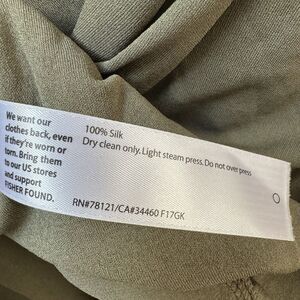 We want our
clothes back, even
if they're worn or
torn. Bring them
to our US stores
and support
FISHER FOUND.
100% Silk
Dry clean only. Light steam press. Do not over press
RN#78121/CA#34460 F17GK